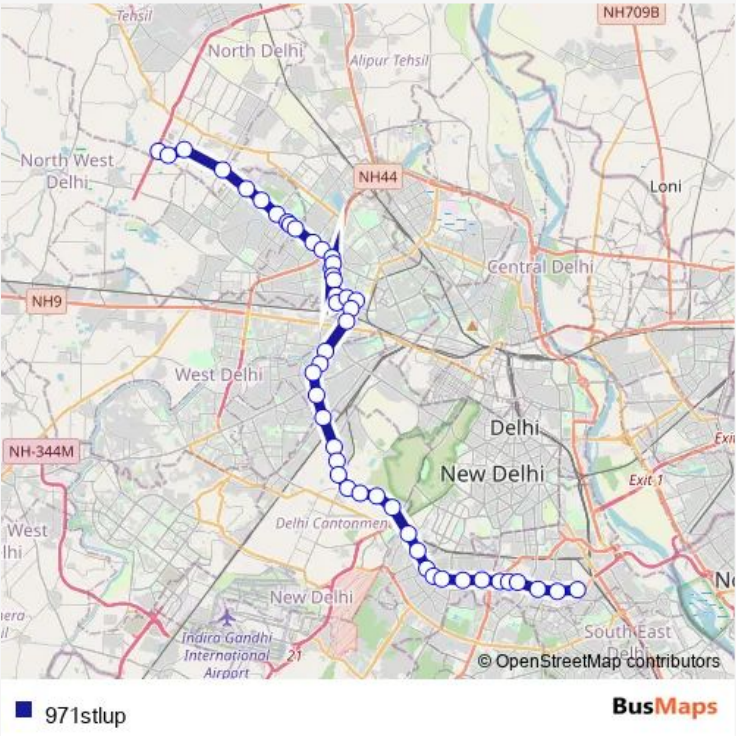 Tehsil
NH709B
North Delhi
Alipur Tehsil
North West
Delhi
NH44
Loni
Central Delhi
NH9
West Delhi
Delhi
NH-344M
New Delhi
Exit 1
West
lhi
Delhi Cantonmen
New Delhi
Indira Gandhi
International
Airport
21
South East
Delhi
© OpenStreetMap contributors
971stlup
BusMaps